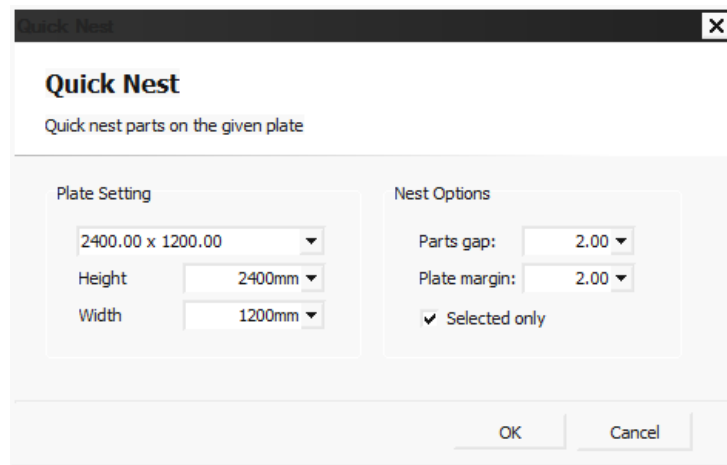 Quick Nest
Quick Nest
Quick nest parts on the given plate
Plate Setting
2400.00 x 1200.00
Height 2400mm
Width 1200mm
Nest Options
Parts gap: 2.00
Plate margin: 2.00
Selected only
OK Cancel